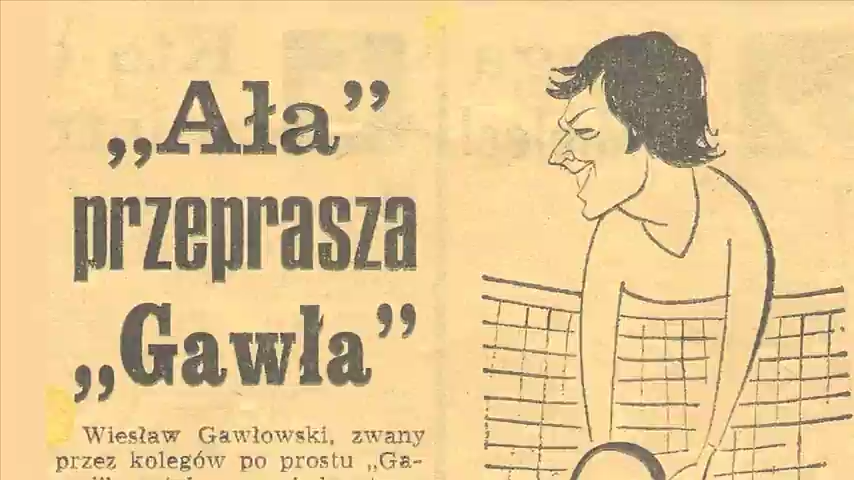 „Ała”
przeprasza
„Gawła”
Wiesław Gawłowski, zwany
przez kolegów po prostu „Ga-